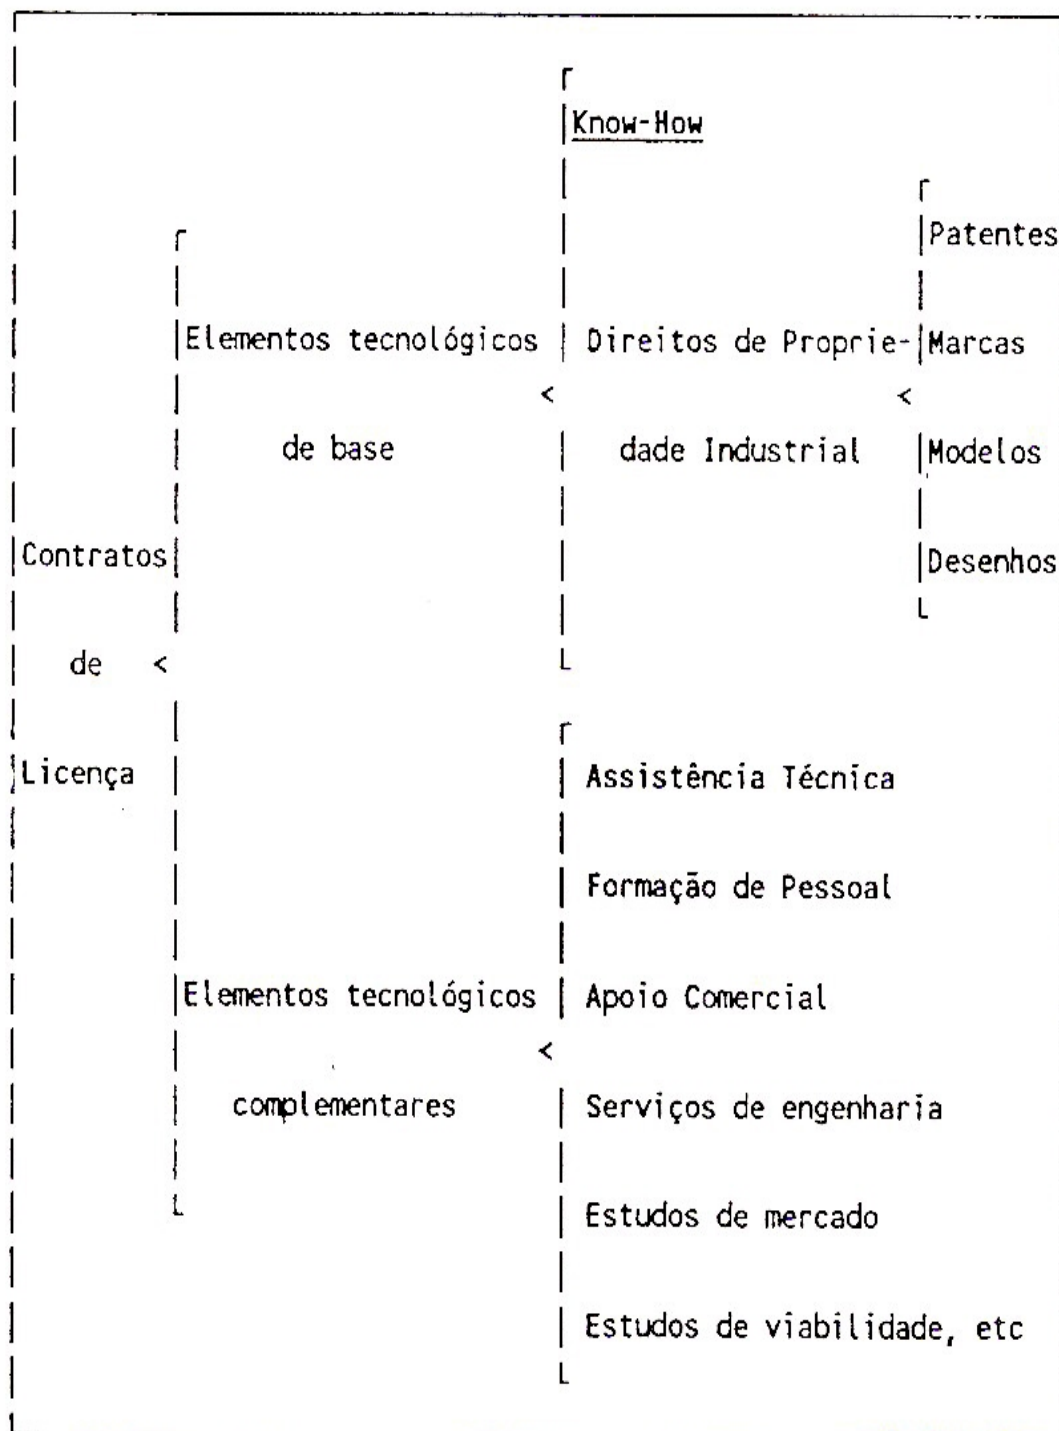 Know-How
Patentes
Elementos tecnológicos Direitos de Proprie- Marcas
de base dade Industrial Modelos
Contratos Desenhos
de
Licença Assistência Técnica
Formação de Pessoal
Elementos tecnológicos Apoio Comercial
complementares Serviços de engenharia
Estudos de mercado
Estudos de viabilidade, etc